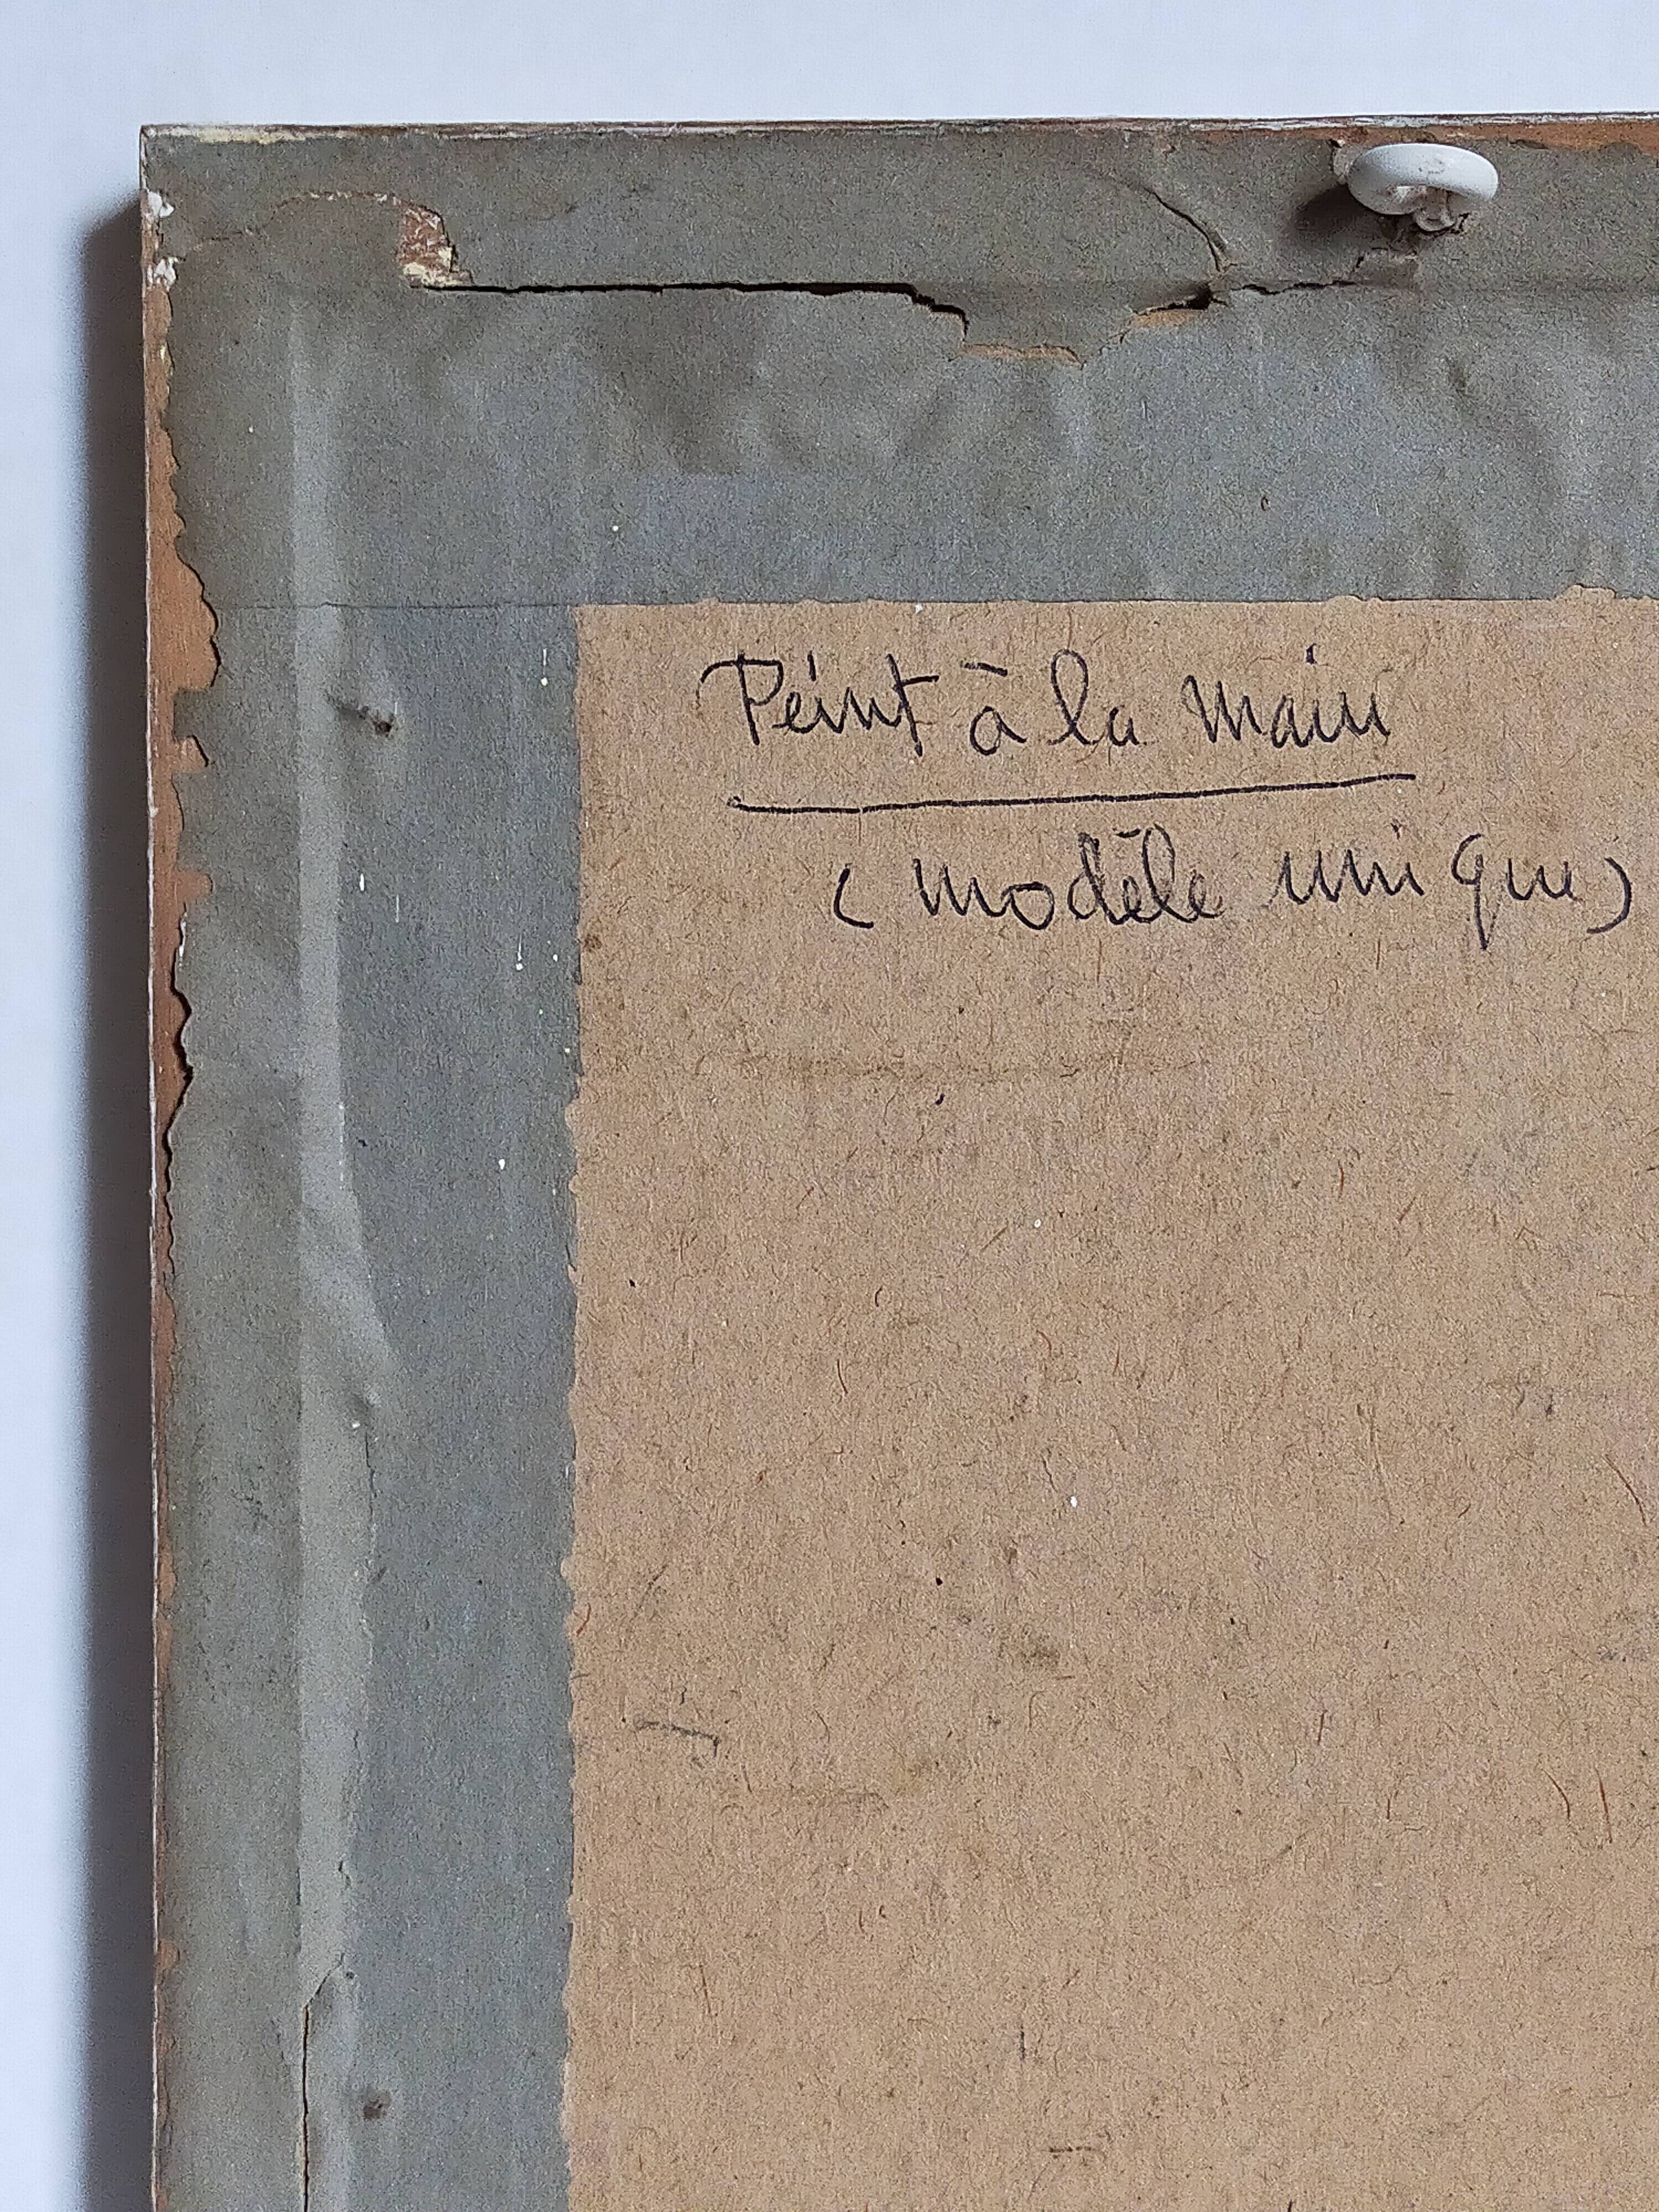 Peint à la main
(modèle unique)